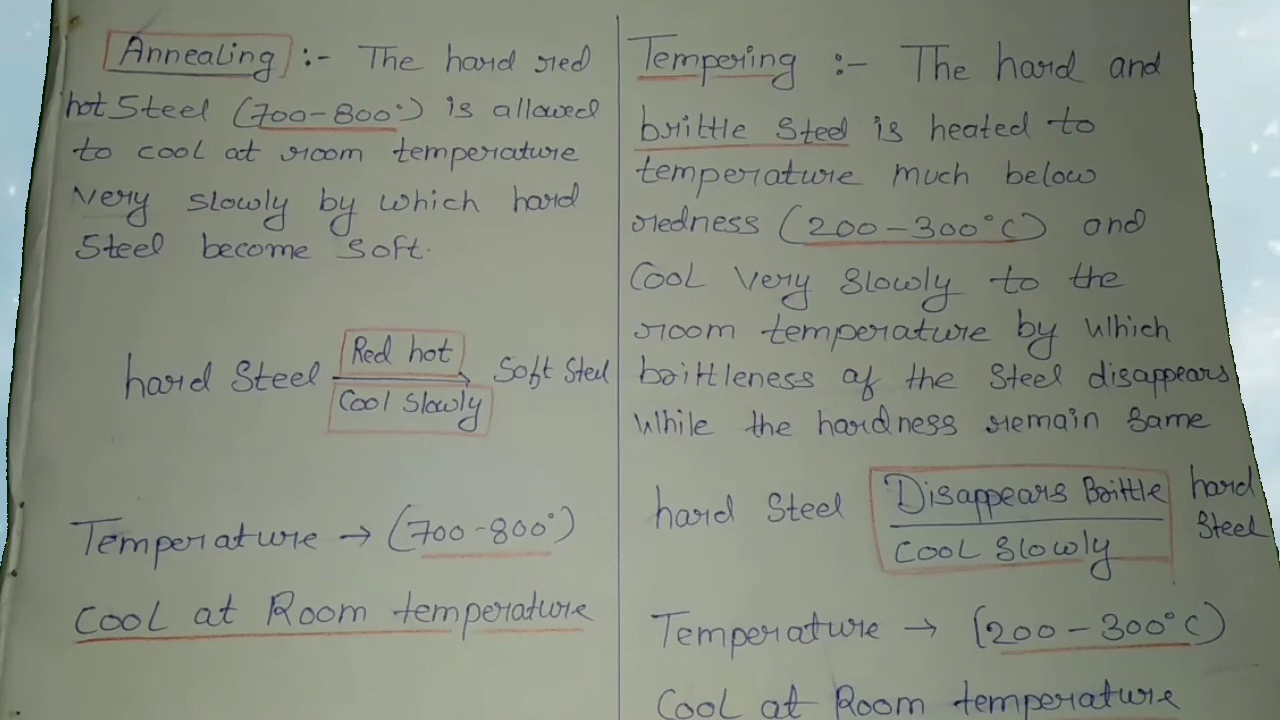 Annealing :- The hard red
hot Steel (700-800°) is allowed
to cool at room temperature
very slowly by which hard
Steel become soft.
hard Steel Red hot Soft Steel
Cool Slowly
Temperature → (700-800°)
Cool at Room temperature
Tempering :- The hard and
brittle Steel is heated to
temperature much below
redness (200-300°C) and
Cool very slowly to the
room temperature by which
brittleness of the Steel disappears
While the hardness remain same
hard Steel Disappears Brittle hard
Cool Slowly Steel
Temperature → (200-300°C)
Cool at Room temperature